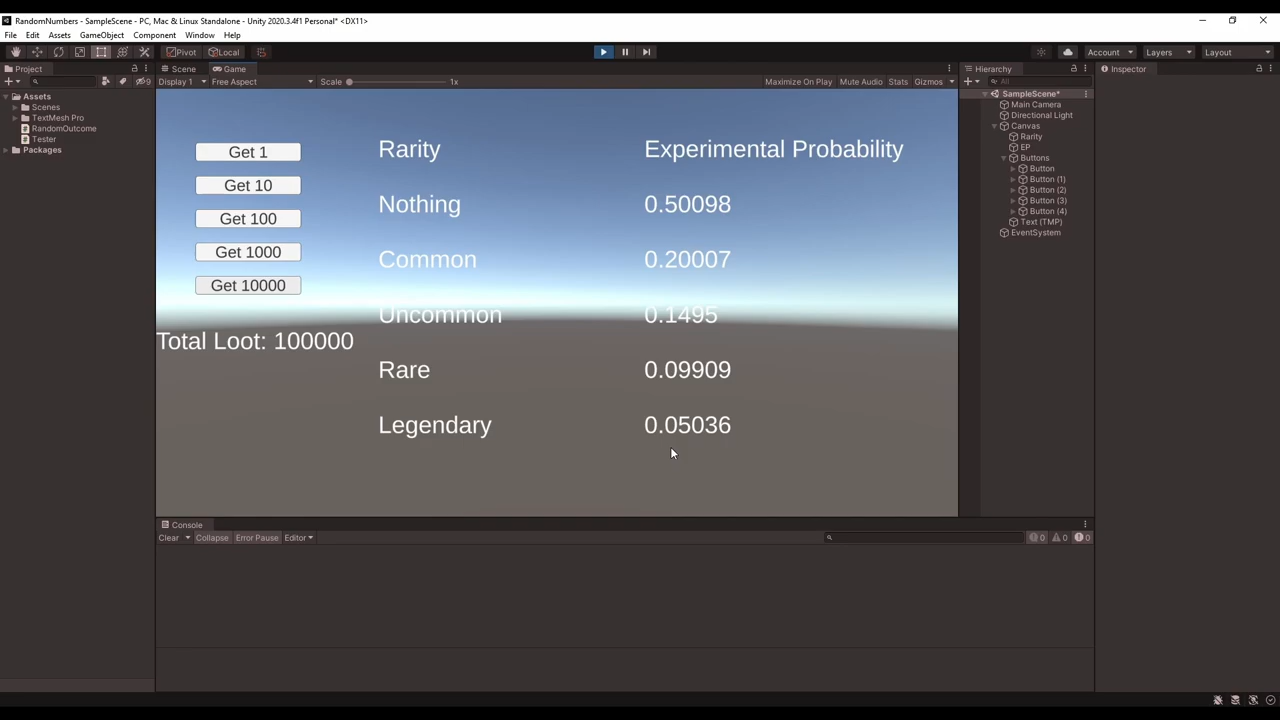 RandomNumbers - SampleScene - PC, Mac & Linux Standalone - Unity 2020.3.4f1 Personal* <DX11>
File Edit Assets GameObject Component Window Help
Pivot Local Account Layers Layout
Project Scene Game Hierarchy Inspector
Display 1 Free Aspect Scale 1x Maximize On Play Mute Audio Stats Gizmos All
9
Assets
Scenes
TextMesh Pro
RandomOutcome
Tester
Packages
Get 1
Get 10
Get 100
Get 1000
Get 10000
Total Loot: 100000
Rarity Experimental Probability
Nothing 0.50098
Common 0.20007
Uncommon 0.1495
Rare 0.09909
Legendary 0.05036
SampleScene*
Main Camera
Directional Light
Canvas
Rarity
EP
Buttons
Button
Button (1)
Button (2)
Button (3)
Button (4)
Text (TMP)
EventSystem
Console
Clear Collapse Error Pause Editor 0 0 0